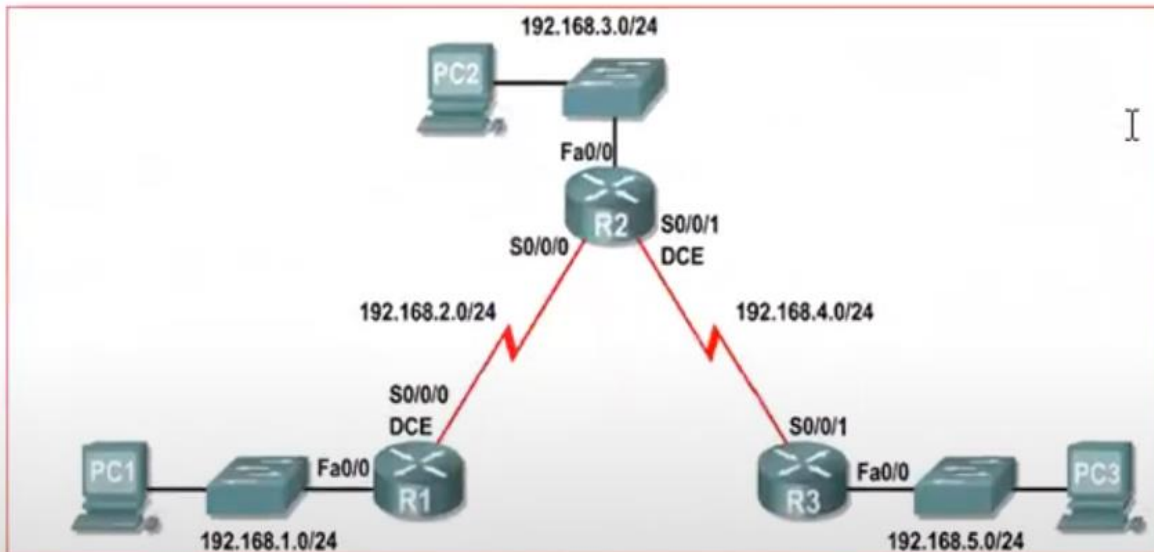 192.168.3.0/24
PC2
Fa0/0
R2
S0/0/1
S0/0/0
DCE
192.168.2.0/24
192.168.4.0/24
S0/0/0
DCE
S0/0/1
PC1
Fa0/0
R1
R3
Fa0/0
PC3
192.168.1.0/24
192.168.5.0/24